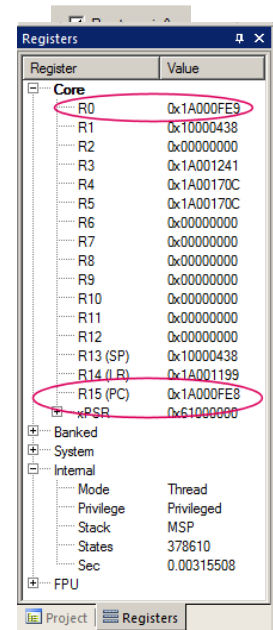 Registers
Register Value
Core
R0 0x1A000FE9
R1 0x10000438
R2 0x00000000
R3 0x1A001241
R4 0x1A00170C
R5 0x1A00170C
R6 0x00000000
R7 0x00000000
R8 0x00000000
R9 0x00000000
R10 0x00000000
R11 0x00000000
R12 0x00000000
R13 (SP) 0x10000438
R14 (LR) 0x1A001199
R15 (PC) 0x1A000FE8
xPSR 0x61000000
Banked
System
Internal
Mode Thread
Privilege Privileged
Stack MSP
States 378610
Sec 0.00315508
FPU
Project Registers